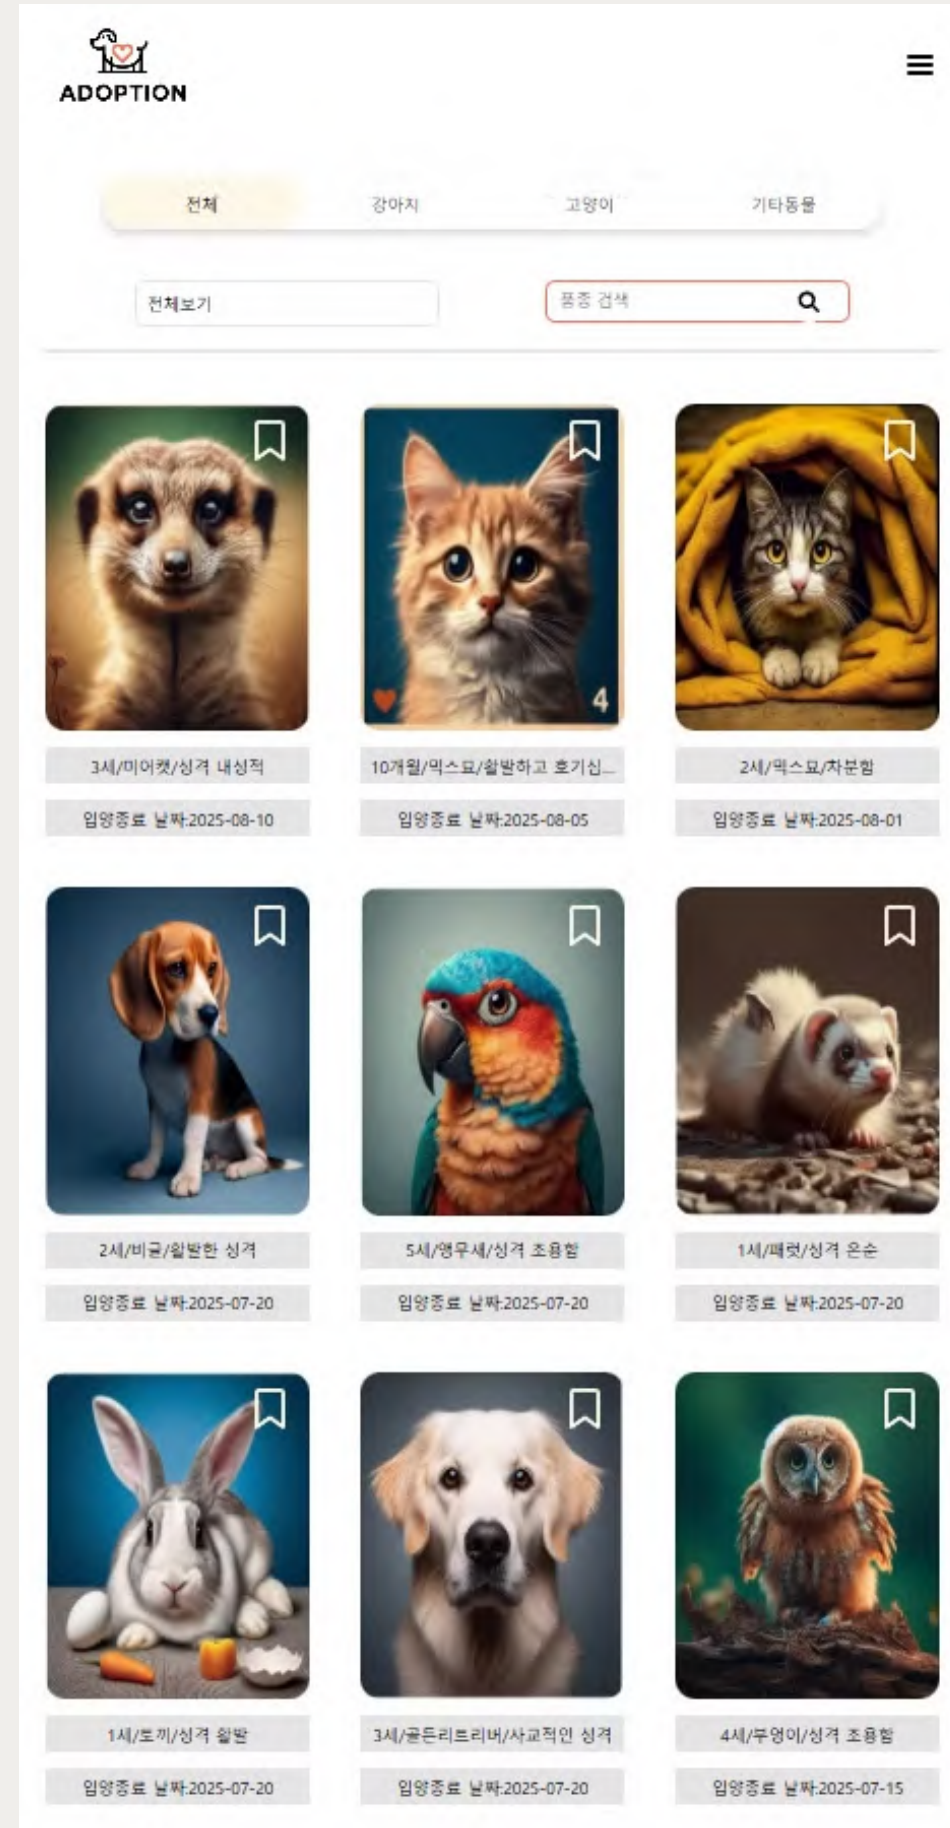 ADOPTION
전체 강아지 고양이 기타동물
전체보기 품종 검색
4
3세/미어캣/성격 내성적 10개월/믹스묘/활발하고 호기심... 2세/믹스묘/차분함
입양종료 날짜:2025-08-10 입양종료 날짜:2025-08-05 입양종료 날짜:2025-08-01
2세/비글/활발한 성격 5세/앵무새/성격 조용함 1세/패럿/성격 온순
입양종료 날짜:2025-07-20 입양종료 날짜:2025-07-20 입양종료 날짜:2025-07-20
1세/토끼/성격 활발 3세/골든리트리버/사교적인 성격 4세/부엉이/성격 조용함
입양종료 날짜:2025-07-20 입양종료 날짜:2025-07-20 입양종료 날짜:2025-07-15